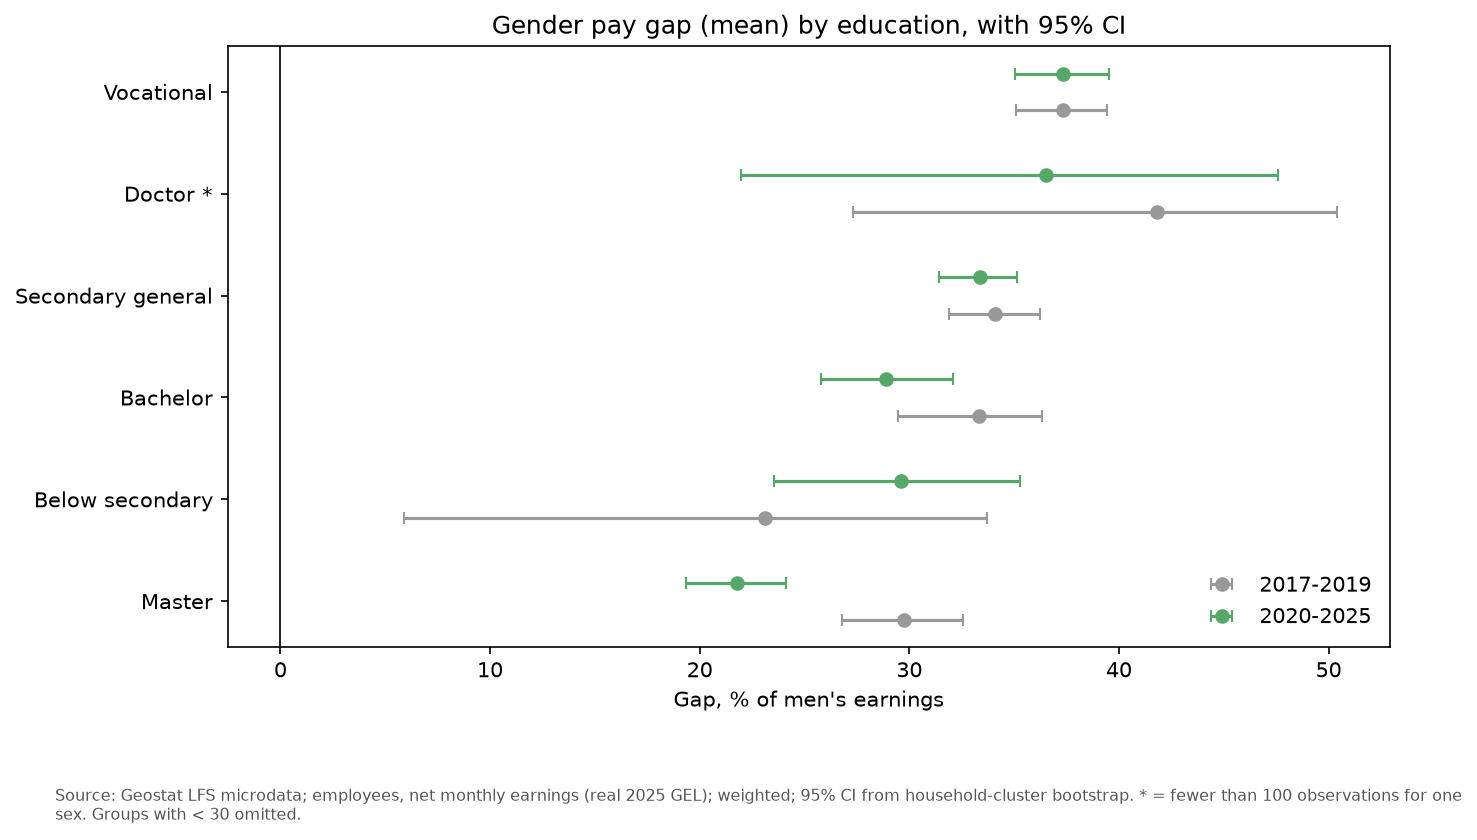 Gender pay gap (mean) by education, with 95% CI
Vocational
Doctor *
Secondary general
Bachelor
Below secondary
Master
2017-2019
2020-2025
0 10 20 30 40 50
Gap, % of men's earnings
Source: Geostat LFS microdata; employees, net monthly earnings (real 2025 GEL); weighted; 95% CI from household-cluster bootstrap. * = fewer than 100 observations for one
sex. Groups with < 30 omitted.